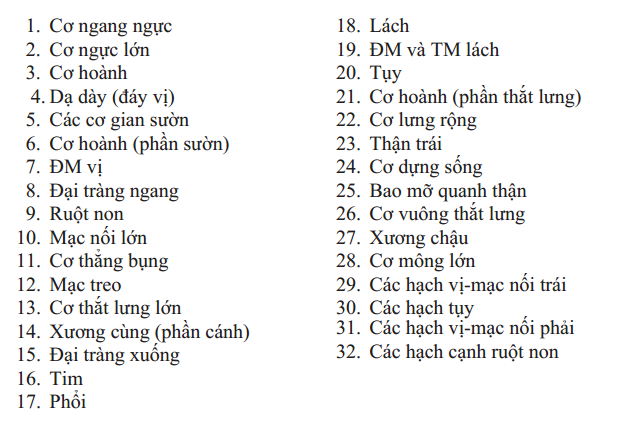 1. Cơ ngang ngực
2. Cơ ngực lớn
3. Cơ hoành
4. Dạ dày (đáy vị)
5. Các cơ gian sườn
6. Cơ hoành (phần sườn)
7. ĐM vị
8. Đại tràng ngang
9. Ruột non
10. Mạc nối lớn
11. Cơ thẳng bụng
12. Mạc treo
13. Cơ thắt lưng lớn
14. Xương cùng (phần cánh)
15. Đại tràng xuống
16. Tim
17. Phổi
18. Lách
19. ĐM và TM lách
20. Tụy
21. Cơ hoành (phần thắt lưng)
22. Cơ lưng rộng
23. Thận trái
24. Cơ dựng sống
25. Bao mỡ quanh thận
26. Cơ vuông thắt lưng
27. Xương chậu
28. Cơ mông lớn
29. Các hạch vị-mạc nối trái
30. Các hạch tụy
31. Các hạch vị-mạc nối phải
32. Các hạch cạnh ruột non